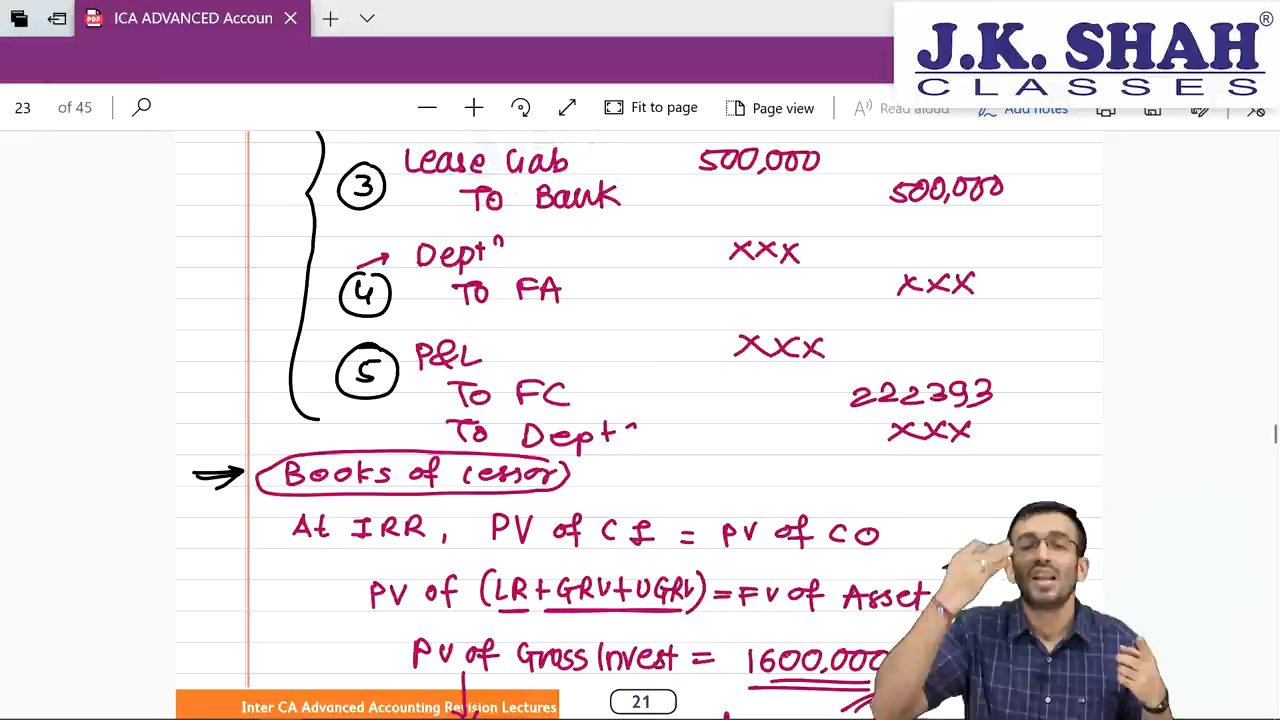 ICA ADVANCED Accoun
J.K. SHAH®
CLASSES
23 of 45
Fit to page
Page view
Read aloud
Add notes
3 Lease Liab 500,000
To Bank 500,000
4 Deptn xxx
To FA xxx
5 P&L xxx
To FC 222393
To Deptn xxx
Books of Lessor
At IRR, PV of CI = PV of CO
PV of (LR+GRV+UGRV) = FV of Asset
PV of Gross Invest = 1600,000
Inter CA Advanced Accounting Revision Lectures
21